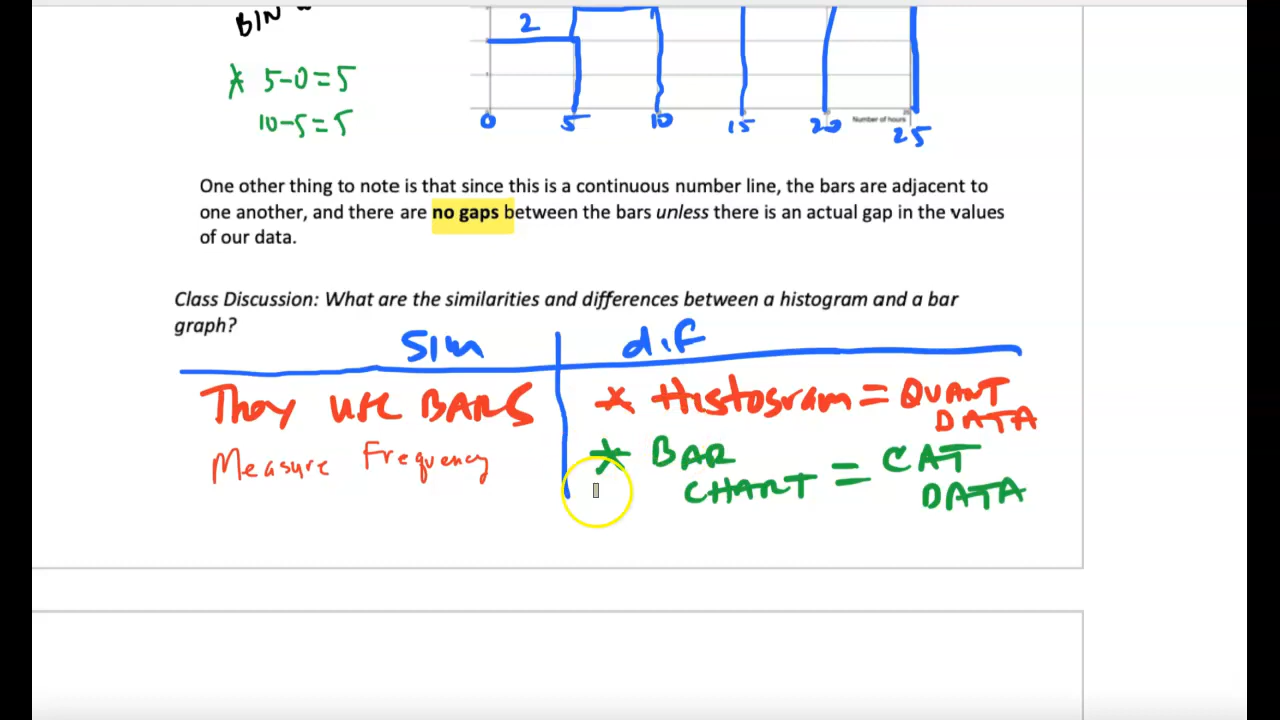 BIN
2
* 5-0=5
10-5=5
0 5 10 15 20 25
Number of hours
One other thing to note is that since this is a continuous number line, the bars are adjacent to
one another, and there are no gaps between the bars unless there is an actual gap in the values
of our data.
Class Discussion: What are the similarities and differences between a histogram and a bar
graph?
Sim dif
They use BARS
Measure Frequency
* Histogram = QUANT
DATA
* BAR
CHART = CAT
DATA